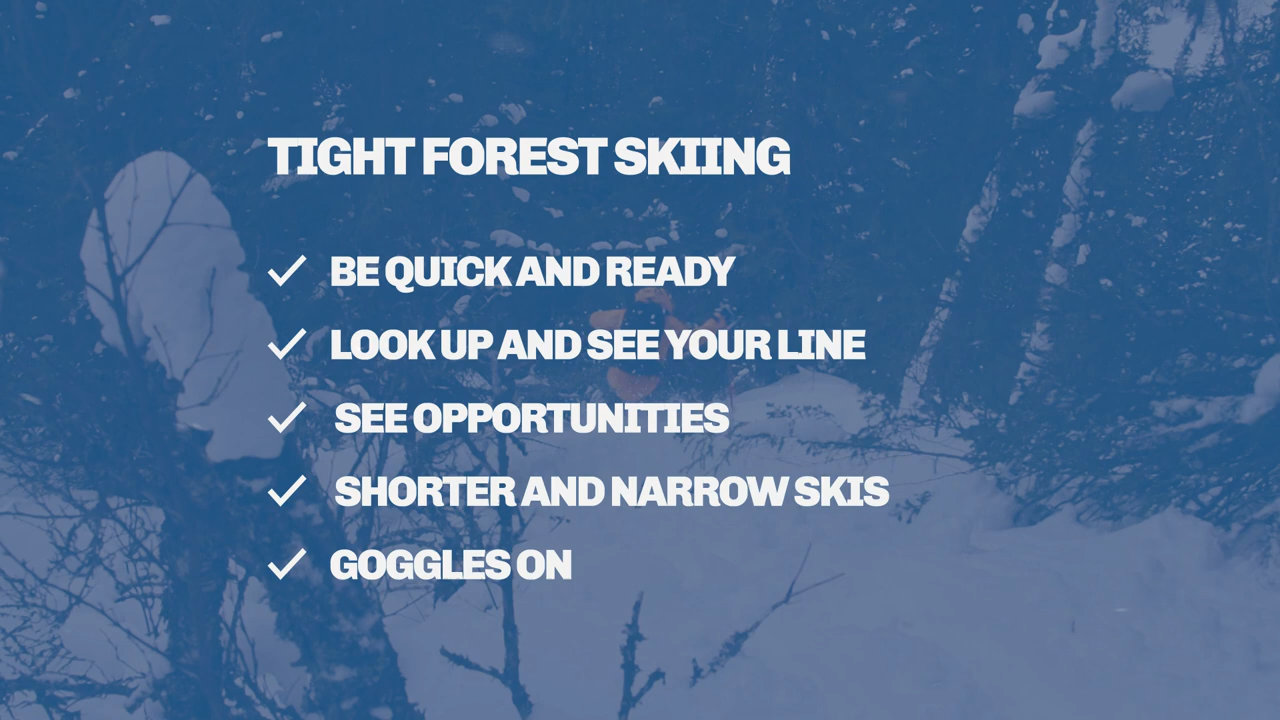 TIGHT FOREST SKIING
BE QUICK AND READY
LOOK UP AND SEE YOUR LINE
SEE OPPORTUNITIES
SHORTER AND NARROW SKIS
GOGGLES ON